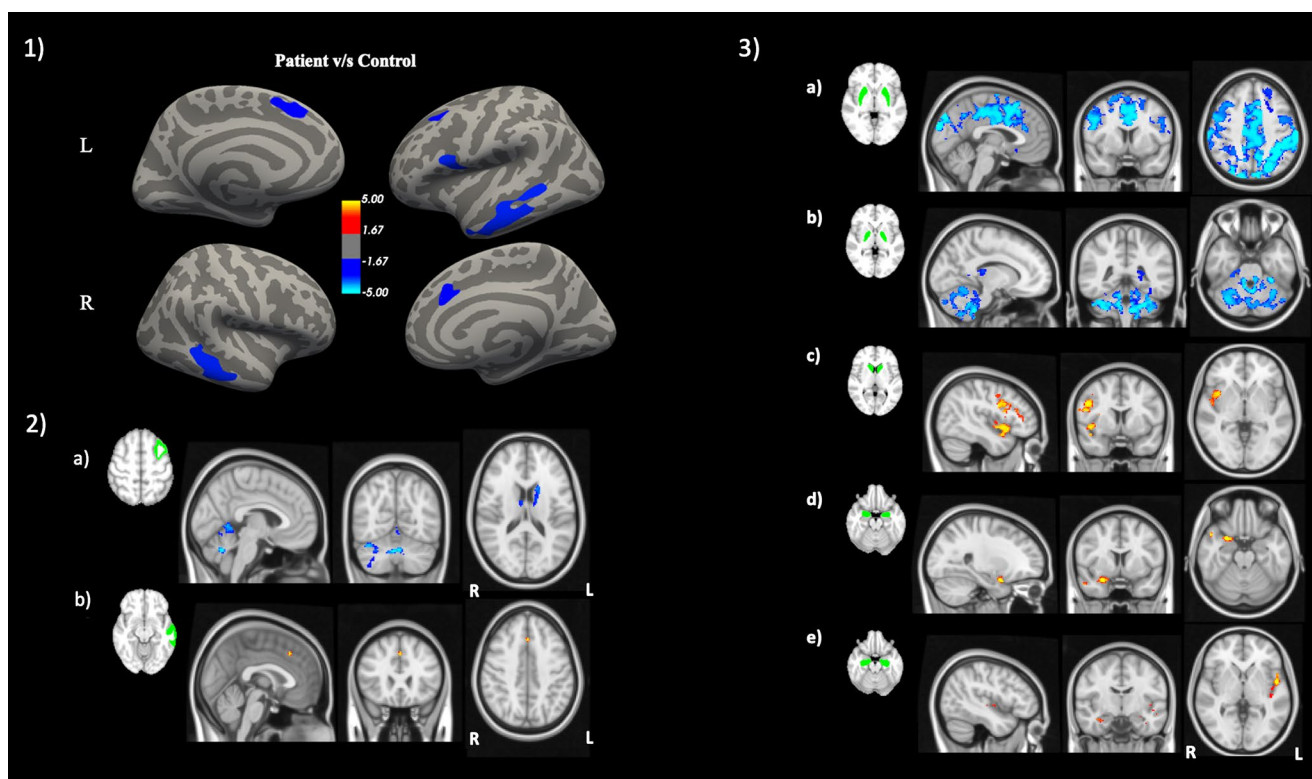 1)
Patient v/s Control
L
R
5.00
1.67
-1.67
-5.00
2)
a)
R L
b)
R L
3)
a)
b)
c)
d)
e)
R L